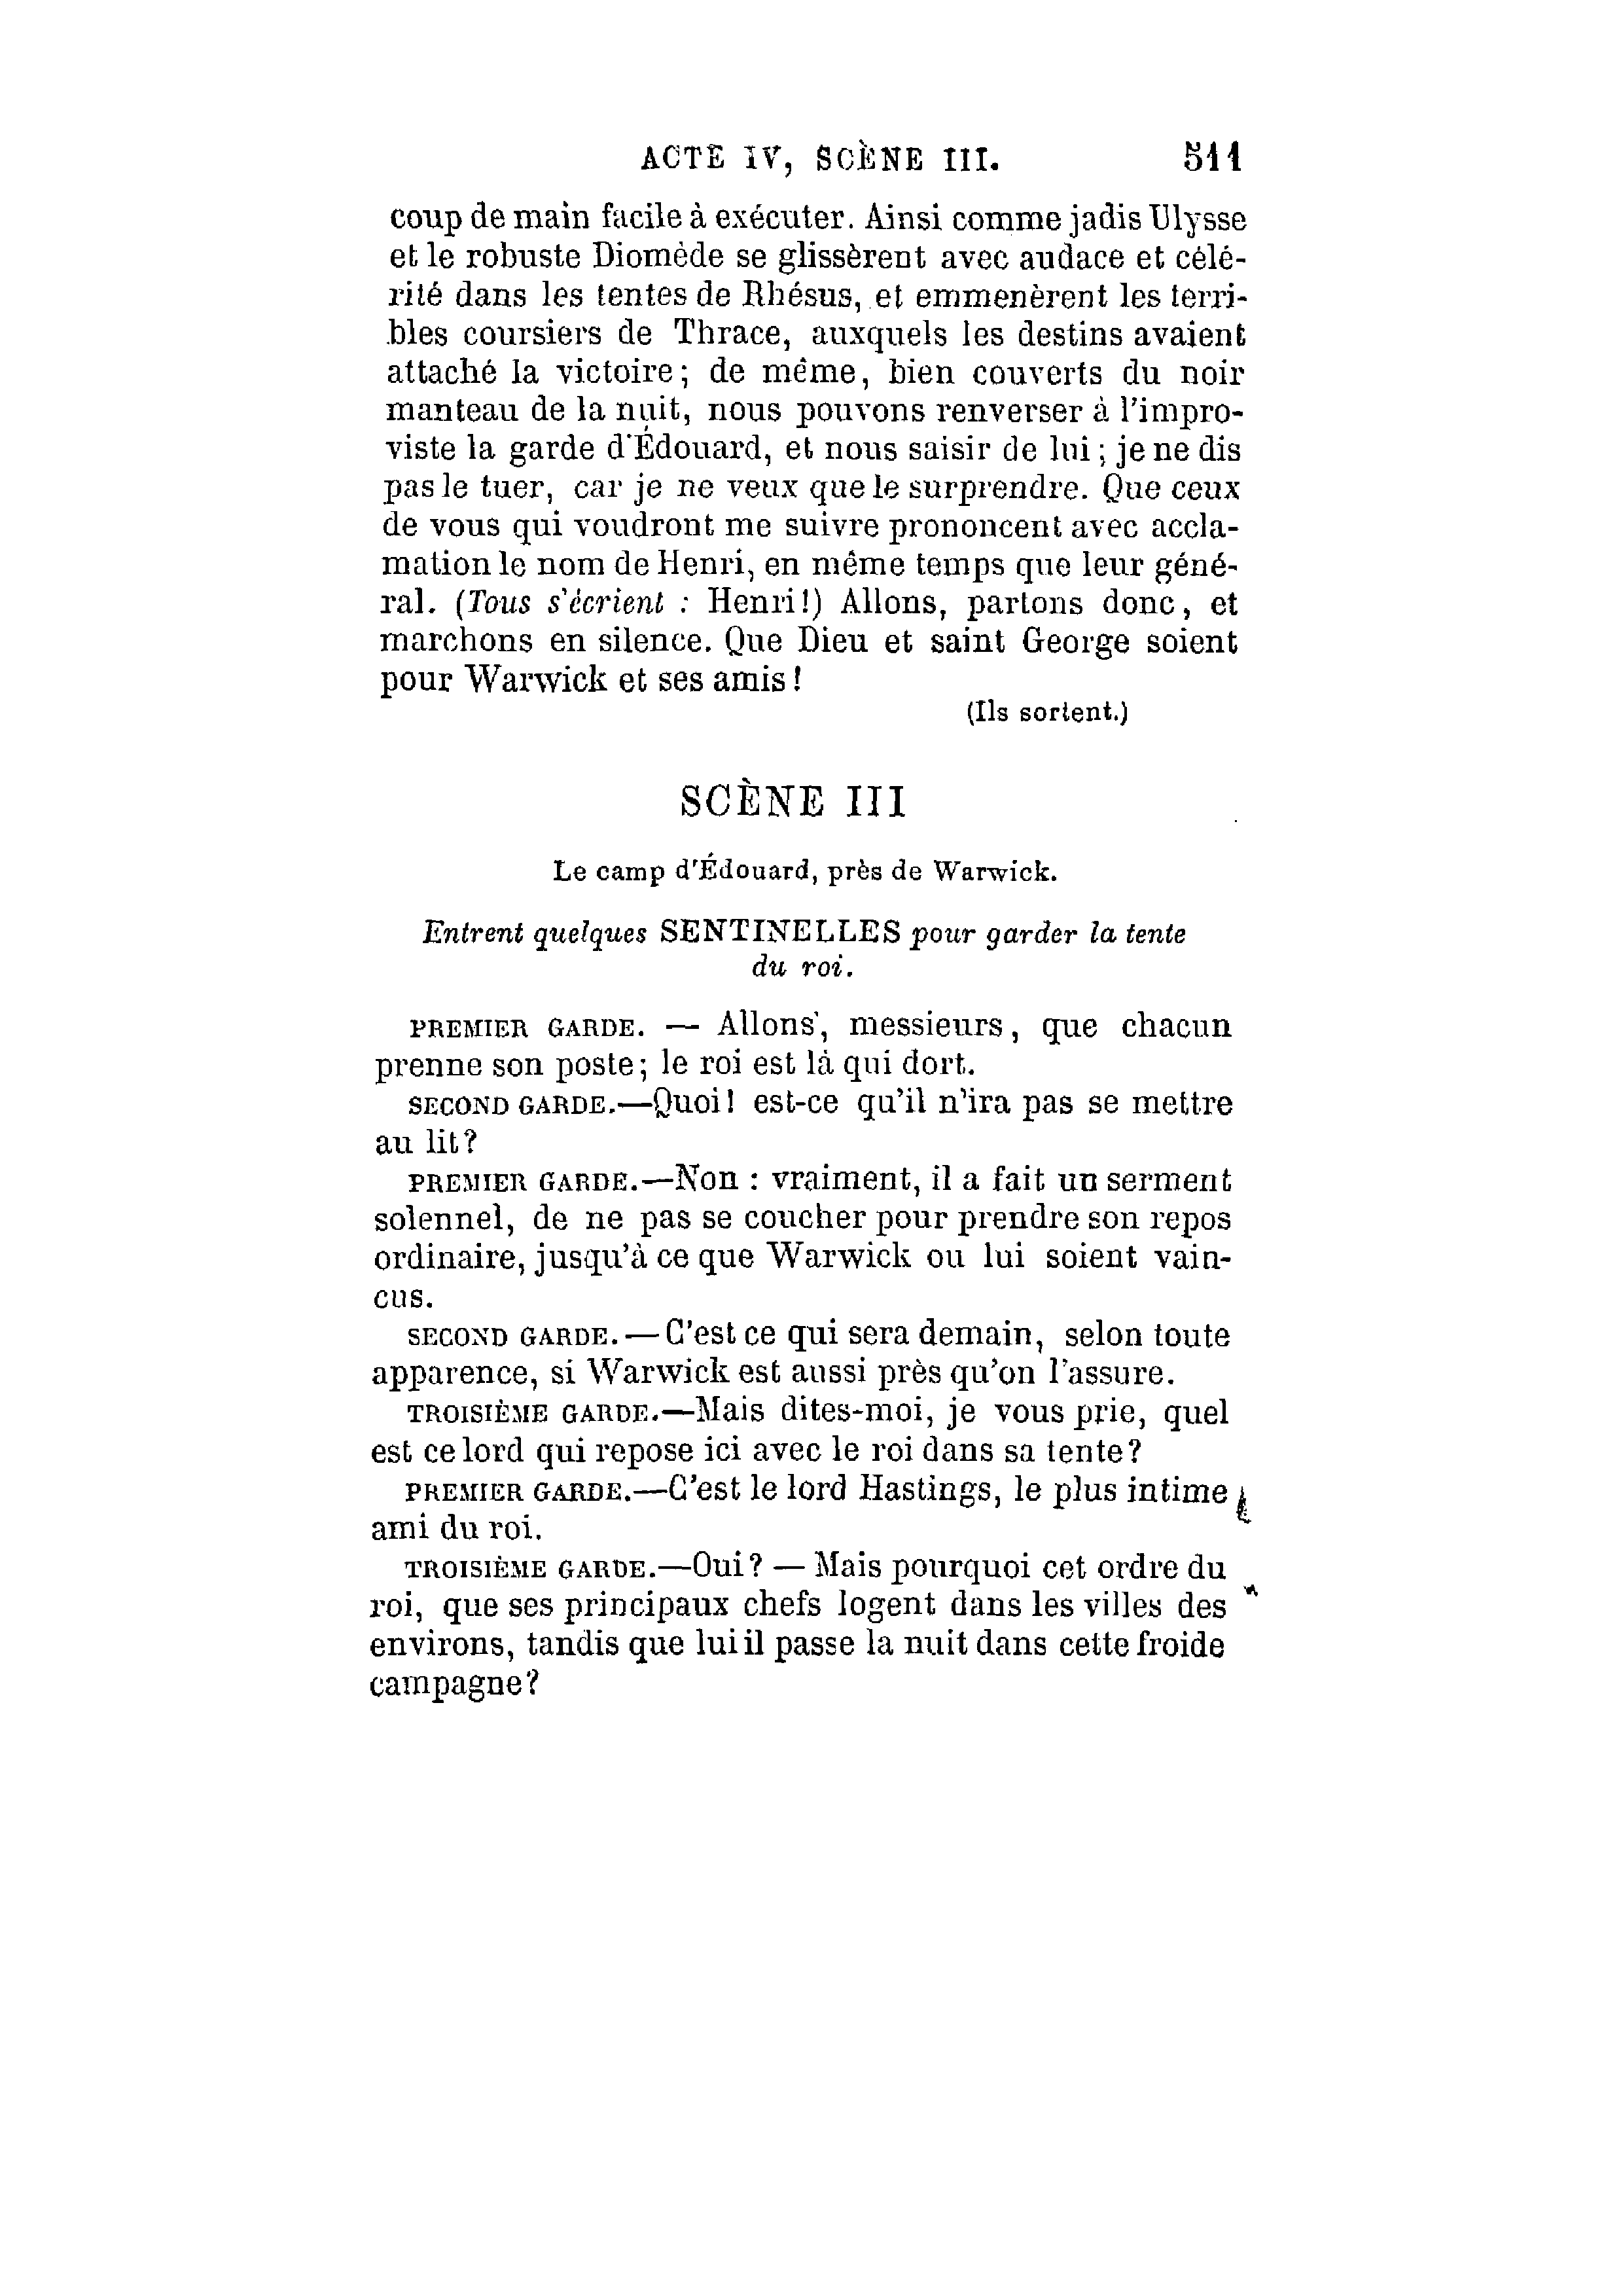 ACTE IV, SCÈNE III. 511
coup de main facile à exécuter. Ainsi comme jadis Ulysse
et le robuste Diomède se glissèrent avec audace et célé-
rité dans les tentes de Rhésus, et emmenèrent les terri-
bles coursiers de Thrace, auxquels les destins avaient
attaché la victoire; de même, bien couverts du noir
manteau de la nuit, nous pouvons renverser à l'impro-
viste la garde d'Édouard, et nous saisir de lui; je ne dis
pas le tuer, car je ne veux que le surprendre. Que ceux
de vous qui voudront me suivre prononcent avec accla-
mation le nom de Henri, en même temps que leur géné-
ral. (Tous s'écrient : Henri!) Allons, partons donc, et
marchons en silence. Que Dieu et saint George soient
pour Warwick et ses amis!
(Ils sortent.)
SCÈNE III
Le camp d'Édouard, près de Warwick.
Entrent quelques SENTINELLES pour garder la tente
du roi.
PREMIER GARDE. — Allons, messieurs, que chacun
prenne son poste; le roi est là qui dort.
SECOND GARDE.—Quoi! est-ce qu'il n'ira pas se mettre
au lit?
PREMIER GARDE.—Non : vraiment, il a fait un serment
solennel, de ne pas se coucher pour prendre son repos
ordinaire, jusqu'à ce que Warwick ou lui soient vain-
cus.
SECOND GARDE.—C'est ce qui sera demain, selon toute
apparence, si Warwick est aussi près qu'on l'assure.
TROISIÈME GARDE.—Mais dites-moi, je vous prie, quel
est ce lord qui repose ici avec le roi dans sa tente?
PREMIER GARDE.—C'est le lord Hastings, le plus intime
ami du roi.
TROISIÈME GARDE.—Oui? — Mais pourquoi cet ordre du
roi, que ses principaux chefs logent dans les villes des
environs, tandis que lui il passe la nuit dans cette froide
campagne?